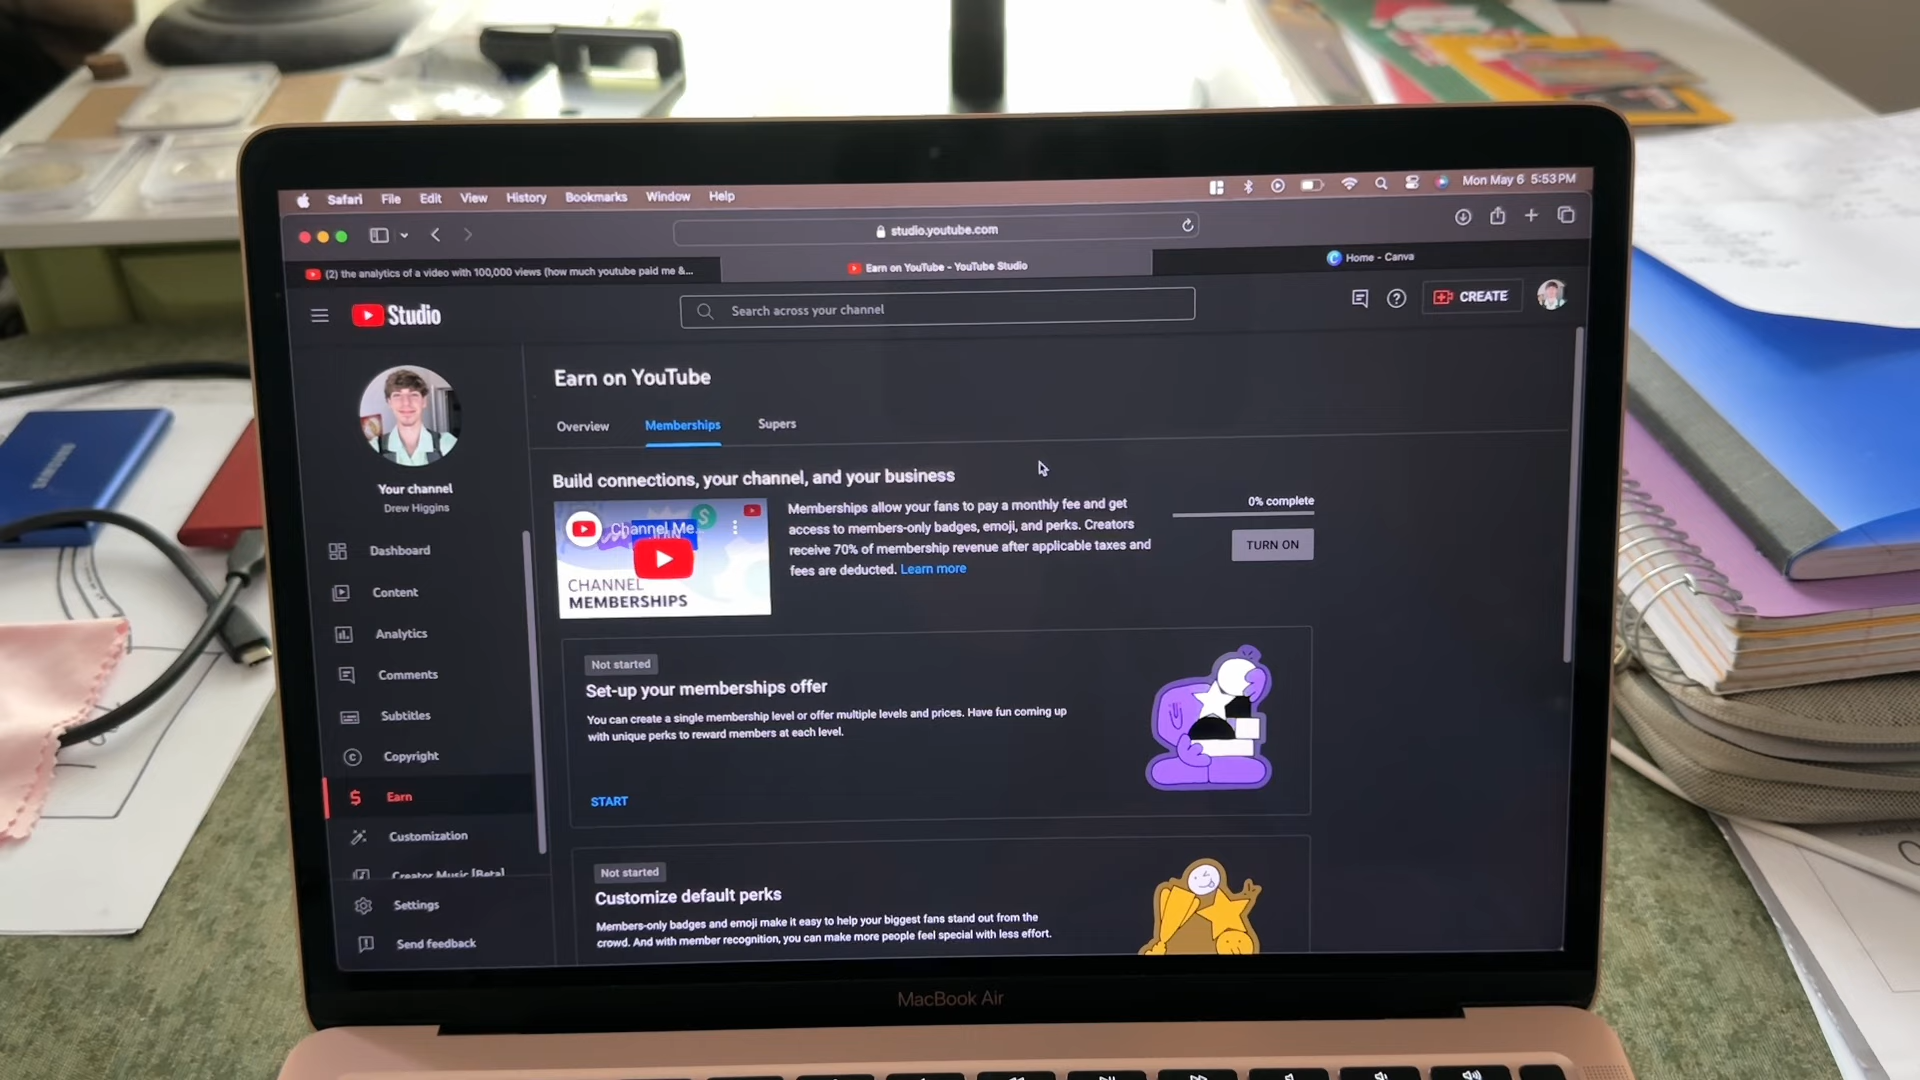 Safari File Edit View History Bookmarks Window Help
Mon May 6 5:53 PM
studio.youtube.com
(2) the analytics of a video with 100,000 views (how much youtube paid me &...
Earn on YouTube - YouTube Studio
Home - Canva
Studio
Search across your channel
CREATE
Your channel
Drew Higgins
Dashboard
Content
Analytics
Comments
Subtitles
Copyright
Earn
Customization
Creator Music [Beta]
Settings
Send feedback
Earn on YouTube
Overview Memberships Supers
Build connections, your channel, and your business
Channel Me...
CHANNEL
MEMBERSHIPS
Memberships allow your fans to pay a monthly fee and get
access to members-only badges, emoji, and perks. Creators
receive 70% of membership revenue after applicable taxes and
fees are deducted. Learn more
0% complete
TURN ON
Not started
Set-up your memberships offer
You can create a single membership level or offer multiple levels and prices. Have fun coming up
with unique perks to reward members at each level.
START
Not started
Customize default perks
Members-only badges and emoji make it easy to help your biggest fans stand out from the
crowd. And with member recognition, you can make more people feel special with less effort.
MacBook Air
SAMSUNG